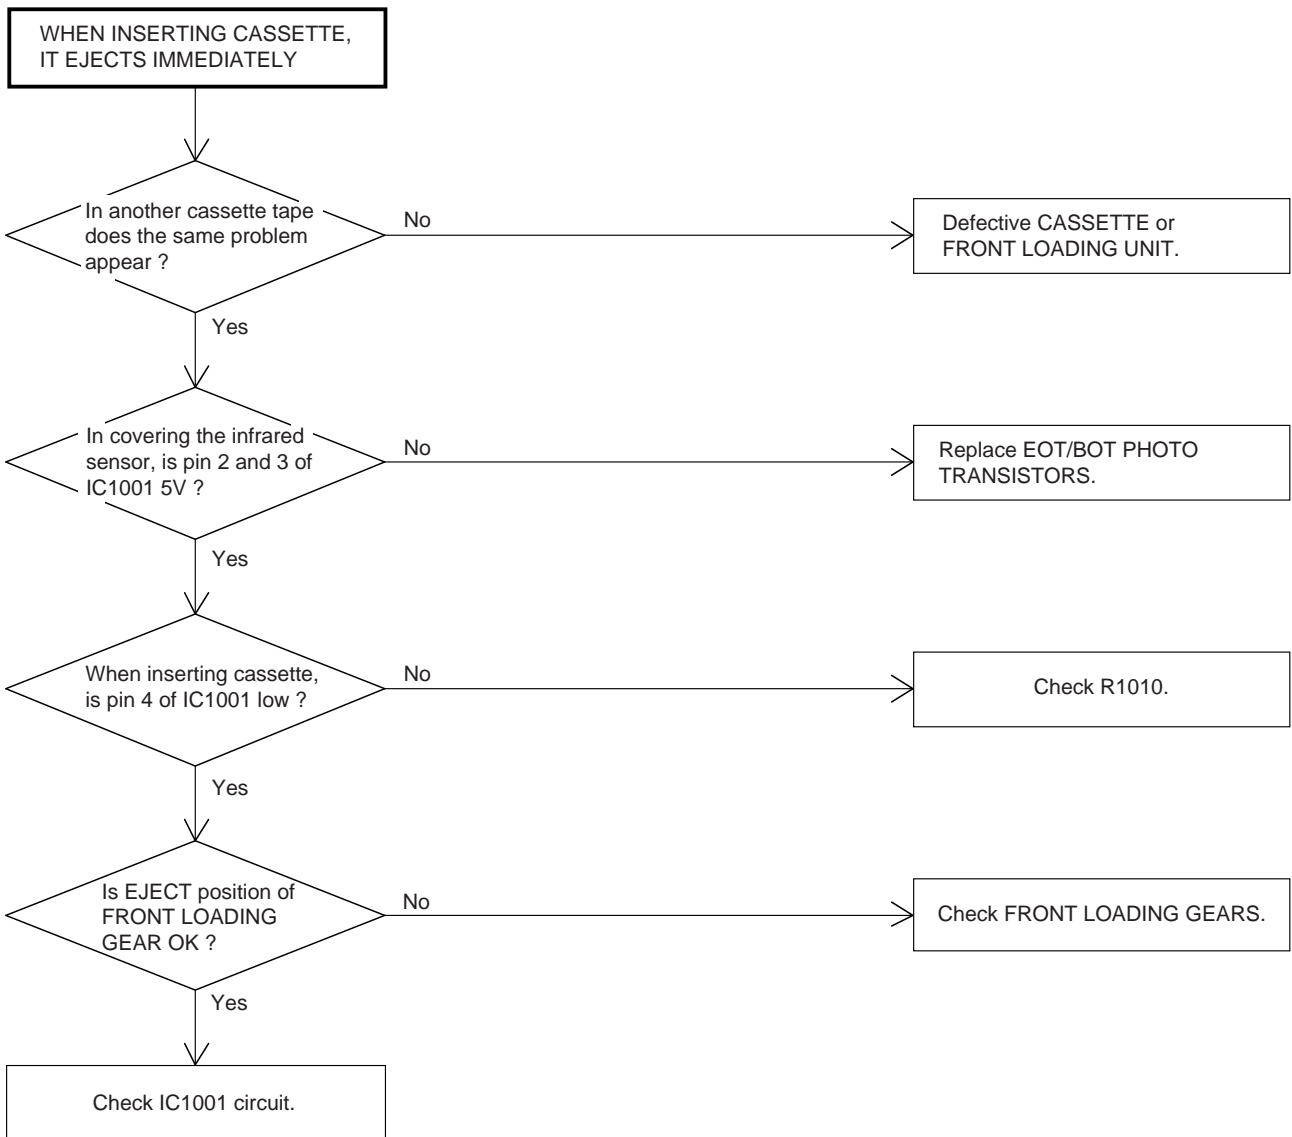 WHEN INSERTING CASSETTE,
IT EJECTS IMMEDIATELY
In another cassette tape
does the same problem
appear ?
No
Defective CASSETTE or
FRONT LOADING UNIT.
Yes
In covering the infrared
sensor, is pin 2 and 3 of
IC1001 5V ?
No
Replace EOT/BOT PHOTO
TRANSISTORS.
Yes
When inserting cassette,
is pin 4 of IC1001 low ?
No
Check R1010.
Yes
Is EJECT position of
FRONT LOADING
GEAR OK ?
No
Check FRONT LOADING GEARS.
Yes
Check IC1001 circuit.